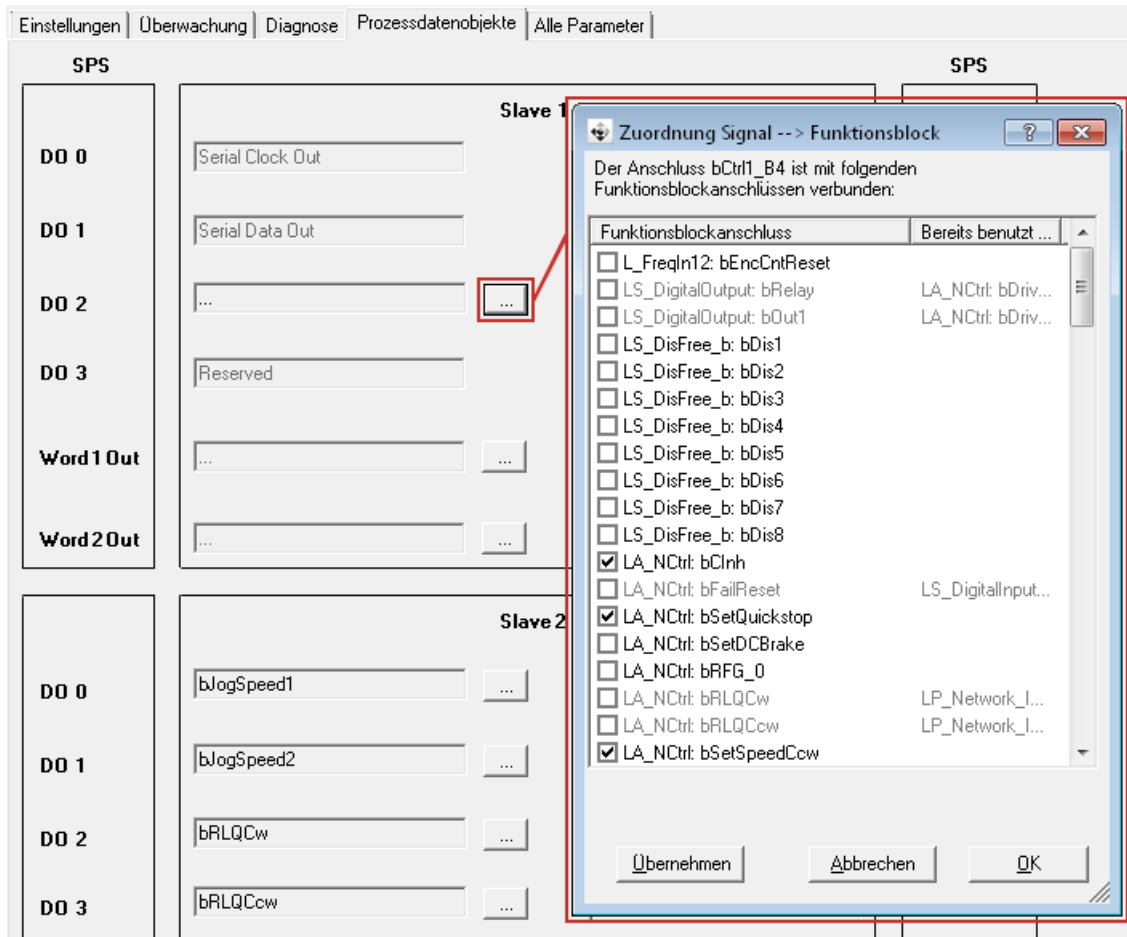 Einstellungen Überwachung Diagnose Prozessdatenobjekte Alle Parameter
SPS
SPS
Slave 1
DO 0
Serial Clock Out
DO 1
Serial Data Out
DO 2
...
...
DO 3
Reserved
Word 1 Out
...
...
Word 2 Out
...
...
Slave 2
DO 0
bJogSpeed1
...
DO 1
bJogSpeed2
...
DO 2
bRLQCw
...
DO 3
bRLQCcw
...
Zuordnung Signal --> Funktionsblock
?
Der Anschluss bCtrl1_B4 ist mit folgenden
Funktionsblockanschlüssen verbunden:
Funktionsblockanschluss Bereits benutzt ...
L_FreqIn12: bEncCntReset
LS_DigitalOutput: bRelay LA_NCtrl: bDriv...
LS_DigitalOutput: bOut1 LA_NCtrl: bDriv...
LS_DisFree_b: bDis1
LS_DisFree_b: bDis2
LS_DisFree_b: bDis3
LS_DisFree_b: bDis4
LS_DisFree_b: bDis5
LS_DisFree_b: bDis6
LS_DisFree_b: bDis7
LS_DisFree_b: bDis8
LA_NCtrl: bCInh
LA_NCtrl: bFailReset LS_DigitalInput...
LA_NCtrl: bSetQuickstop
LA_NCtrl: bSetDCBrake
LA_NCtrl: bRFG_0
LA_NCtrl: bRLQCw LP_Network_I...
LA_NCtrl: bRLQCcw LP_Network_I...
LA_NCtrl: bSetSpeedCcw
Übernehmen Abbrechen OK